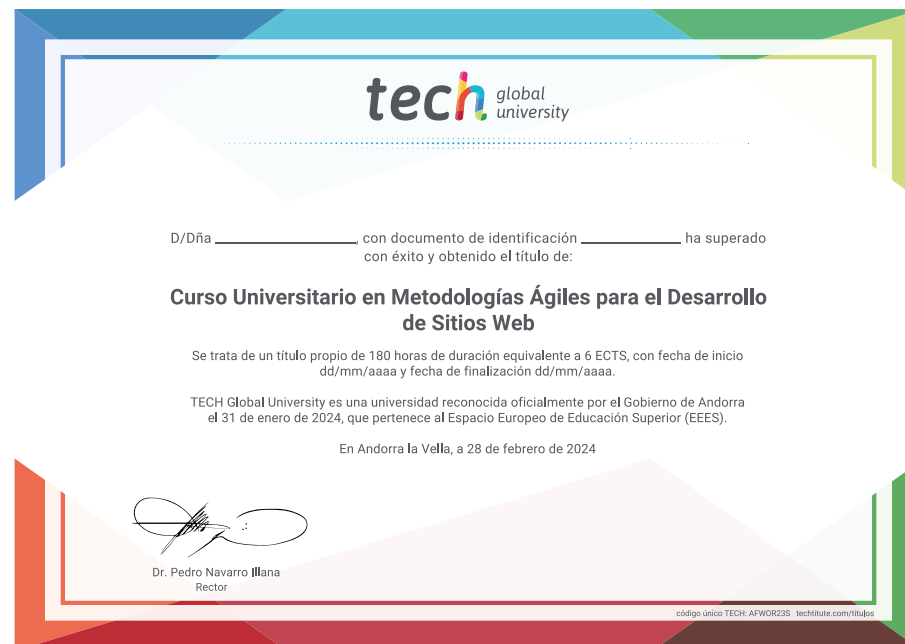 tech global university
D/Dña ____________________, con documento de identificación ______________ ha superado
con éxito y obtenido el título de:
Curso Universitario en Metodologías Ágiles para el Desarrollo
de Sitios Web
Se trata de un título propio de 180 horas de duración equivalente a 6 ECTS, con fecha de inicio
dd/mm/aaaa y fecha de finalización dd/mm/aaaa.
TECH Global University es una universidad reconocida oficialmente por el Gobierno de Andorra
el 31 de enero de 2024, que pertenece al Espacio Europeo de Educación Superior (EEES).
En Andorra la Vella, a 28 de febrero de 2024
Dr. Pedro Navarro Illana
Rector
código único TECH: AFWOR23S techtitute.com/titulos